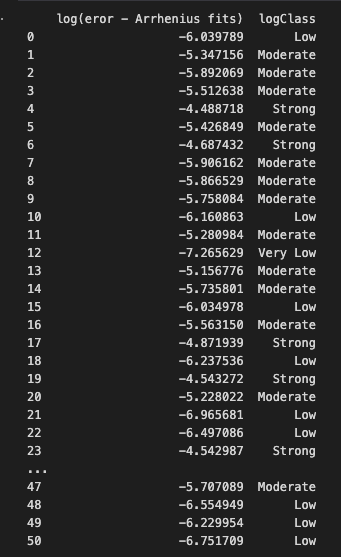 log(eror - Arrhenius fits) logClass
0 -6.039789 Low
1 -5.347156 Moderate
2 -5.892069 Moderate
3 -5.512638 Moderate
4 -4.488718 Strong
5 -5.426849 Moderate
6 -4.687432 Strong
7 -5.906162 Moderate
8 -5.866529 Moderate
9 -5.758084 Moderate
10 -6.160863 Low
11 -5.280984 Moderate
12 -7.265629 Very Low
13 -5.156776 Moderate
14 -5.735801 Moderate
15 -6.034978 Low
16 -5.563150 Moderate
17 -4.871939 Strong
18 -6.237536 Low
19 -4.543272 Strong
20 -5.228022 Moderate
21 -6.965681 Low
22 -6.497086 Low
23 -4.542987 Strong
...
47 -5.707089 Moderate
48 -6.554949 Low
49 -6.229954 Low
50 -6.751709 Low